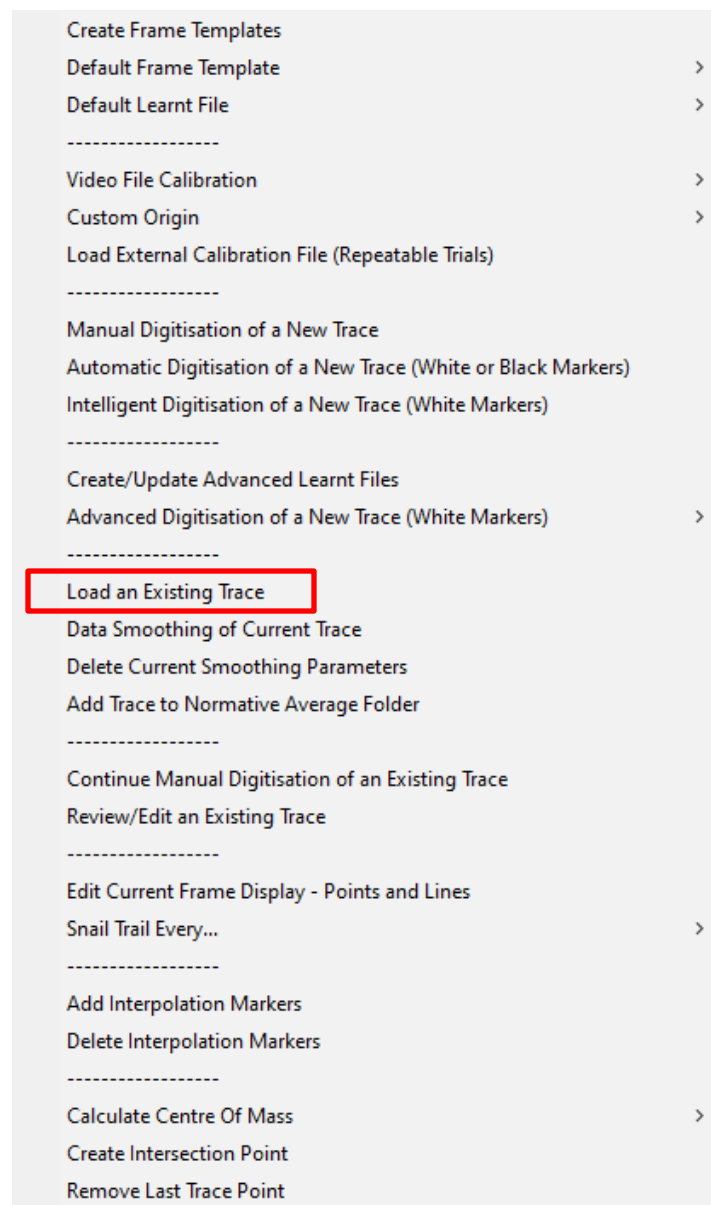 Create Frame Templates
Default Frame Template >
Default Learnt File >
------------------
Video File Calibration >
Custom Origin >
Load External Calibration File (Repeatable Trials)
------------------
Manual Digitisation of a New Trace
Automatic Digitisation of a New Trace (White or Black Markers)
Intelligent Digitisation of a New Trace (White Markers)
------------------
Create/Update Advanced Learnt Files
Advanced Digitisation of a New Trace (White Markers) >
------------------
Load an Existing Trace
Data Smoothing of Current Trace
Delete Current Smoothing Parameters
Add Trace to Normative Average Folder
------------------
Continue Manual Digitisation of an Existing Trace
Review/Edit an Existing Trace
------------------
Edit Current Frame Display - Points and Lines
Snail Trail Every... >
------------------
Add Interpolation Markers
Delete Interpolation Markers
------------------
Calculate Centre Of Mass >
Create Intersection Point
Remove Last Trace Point